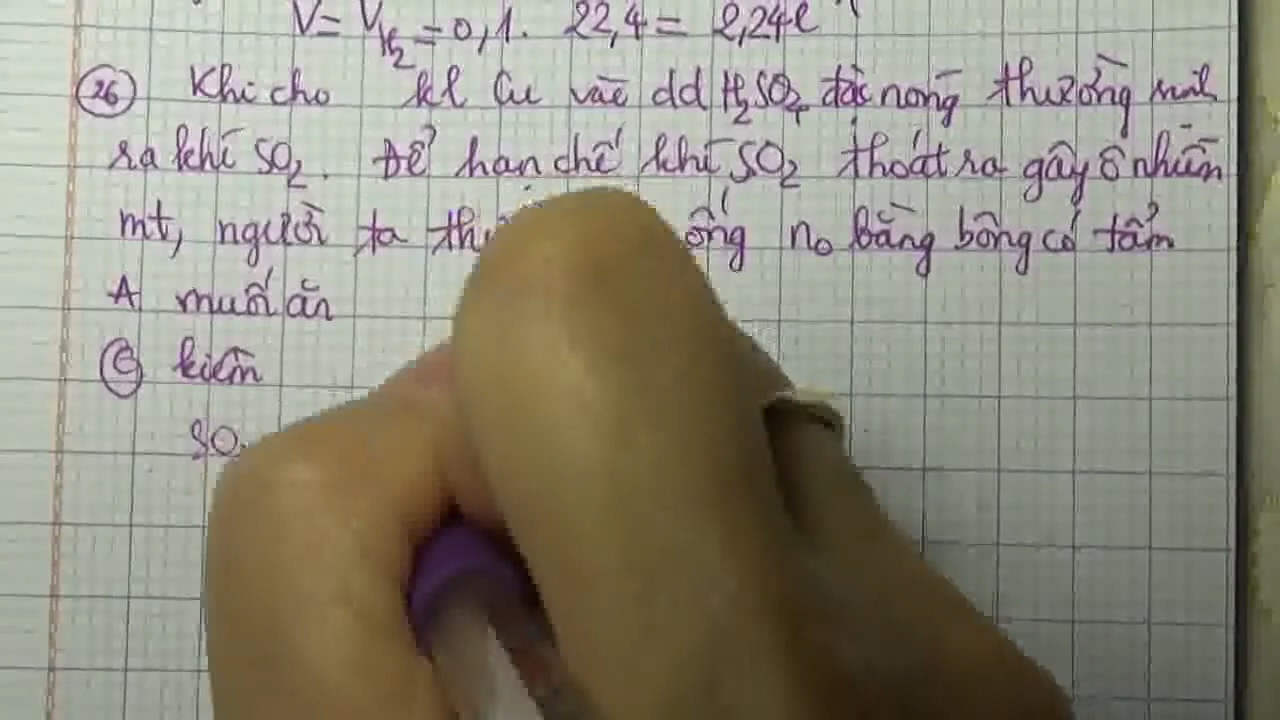 V = V H2 = 0,1. 22,4 = 2,24 l
26 Khi cho kl Cu vào dd H2SO4 đặc nóng thường sinh
ra khí SO2. Để hạn chế khí SO2 thoát ra gây ô nhiễm
mt, người ta ống no bằng bông có tẩm
A muối ăn
C kiềm
SO